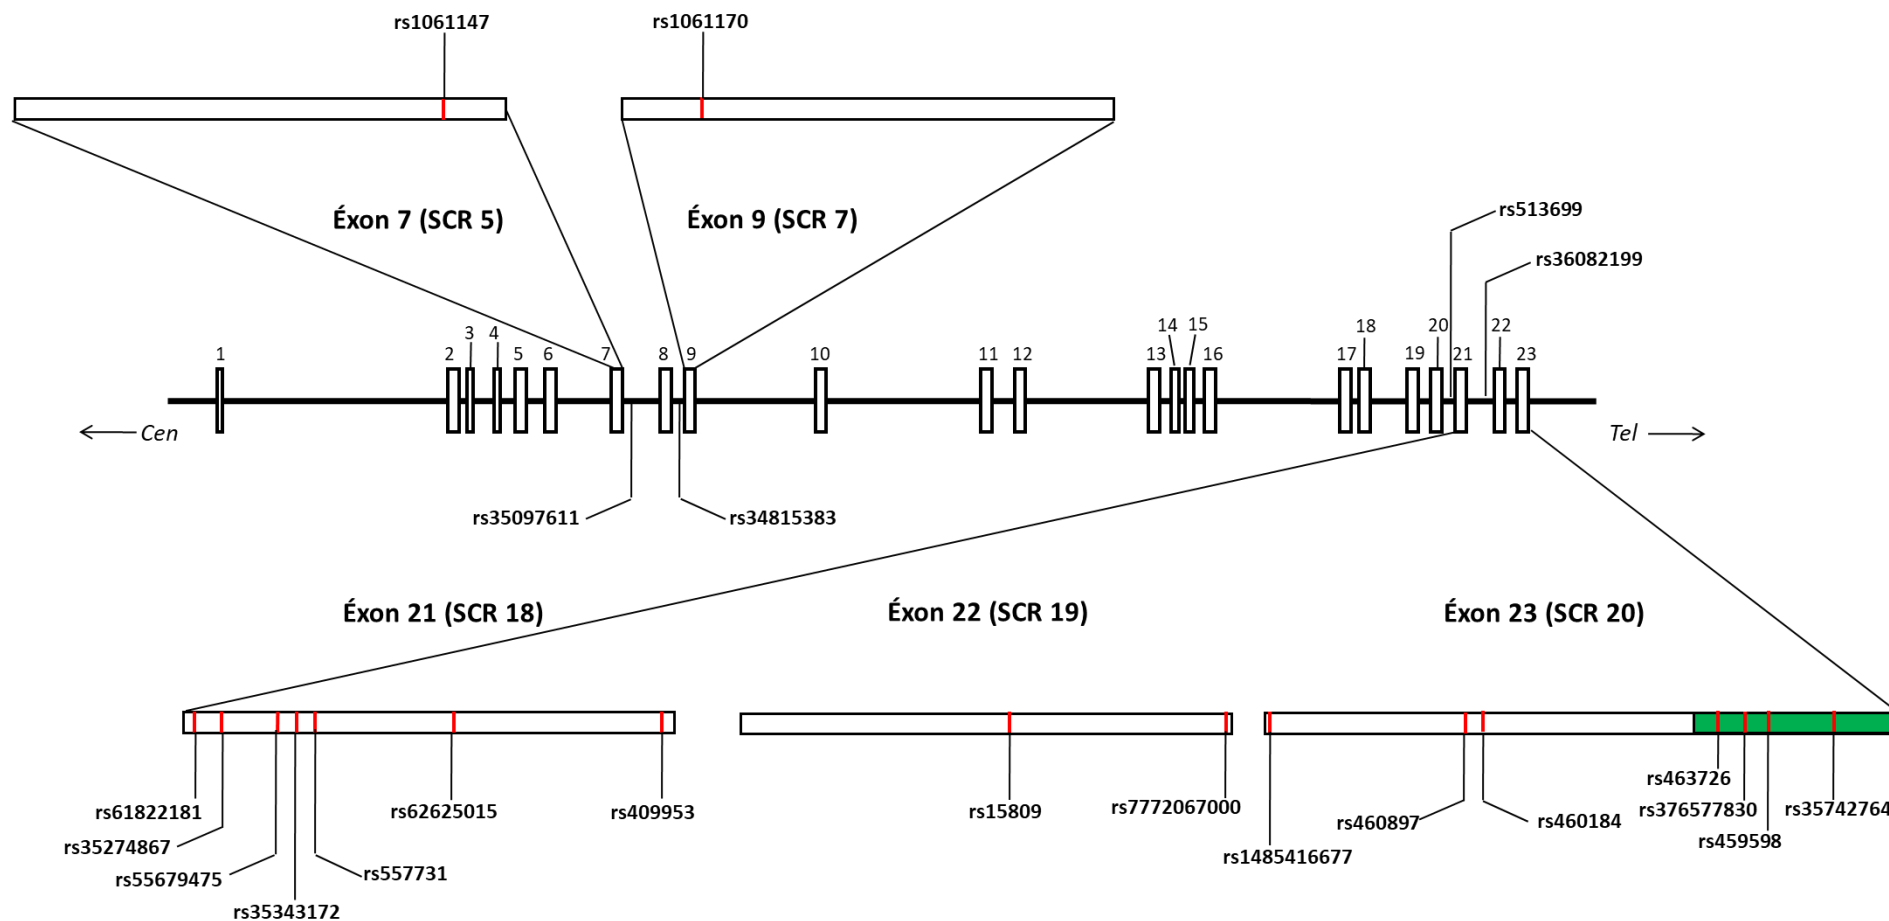 rs1061147
rs1061170
Éxon 7 (SCR 5)
Éxon 9 (SCR 7)
rs513699
rs36082199
1
2
3
4
5
6
7
8
9
10
11
12
13
14
15
16
17
18
19
20
21
22
23
Cen
Tel
rs35097611
rs34815383
Éxon 21 (SCR 18)
Éxon 22 (SCR 19)
Éxon 23 (SCR 20)
rs61822181
rs35274867
rs55679475
rs35343172
rs557731
rs62625015
rs409953
rs15809
rs7772067000
rs1485416677
rs460897
rs460184
rs463726
rs376577830
rs459598
rs35742764